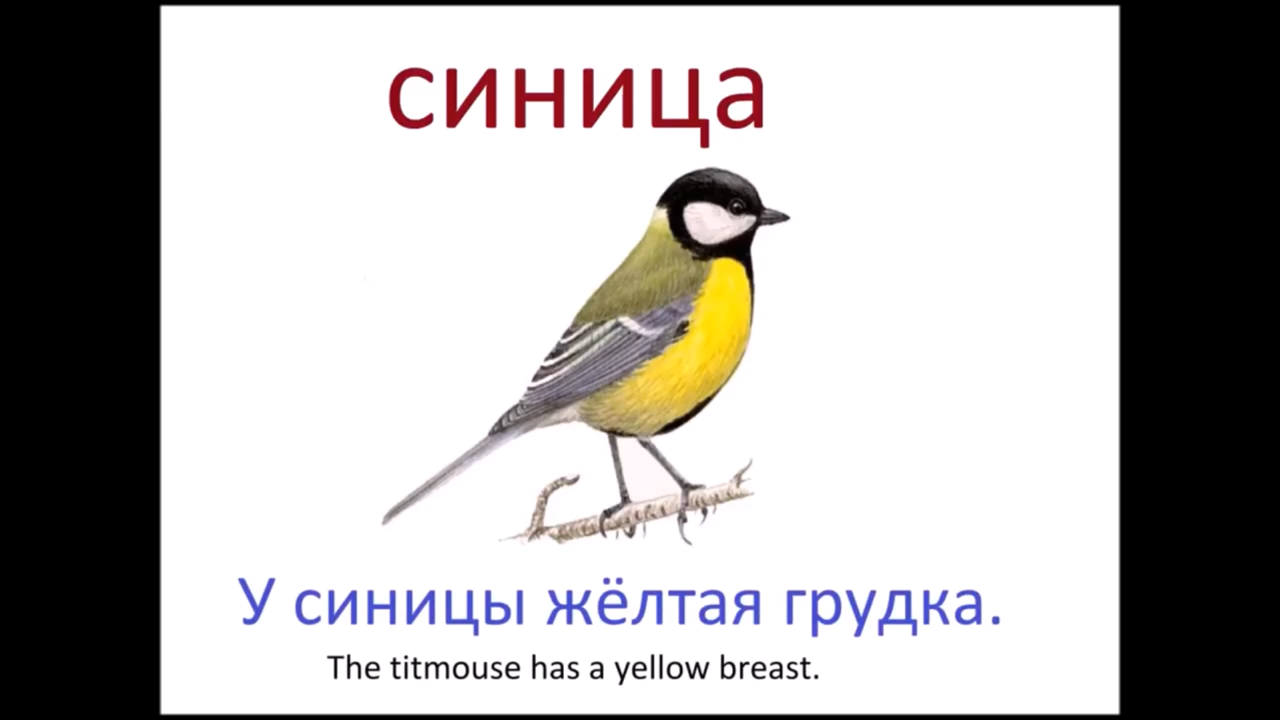 синица
У синицы жёлтая грудка.
The titmouse has a yellow breast.